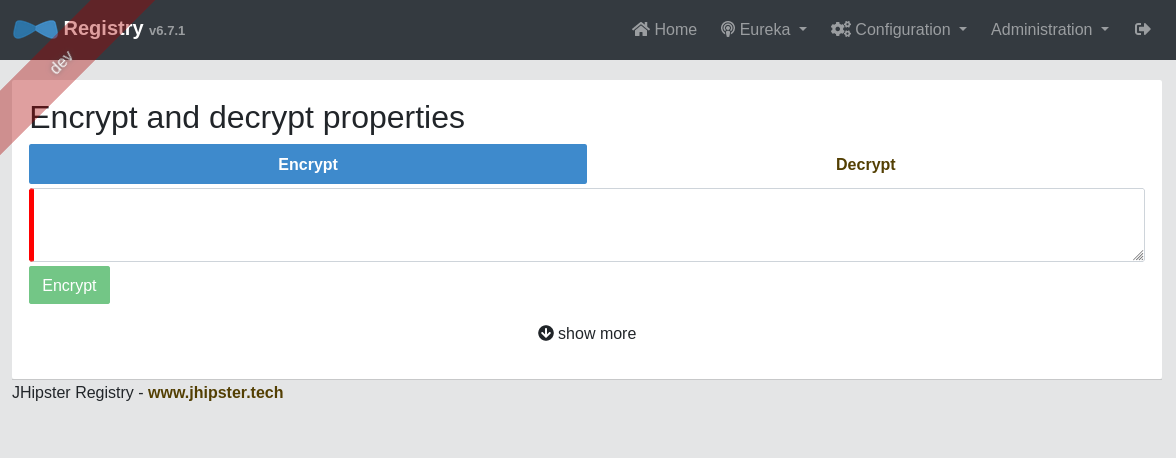 Registry v6.7.1 Home Eureka Configuration Administration
dev
Encrypt and decrypt properties
Encrypt Decrypt
Encrypt
show more
JHipster Registry - www.jhipster.tech